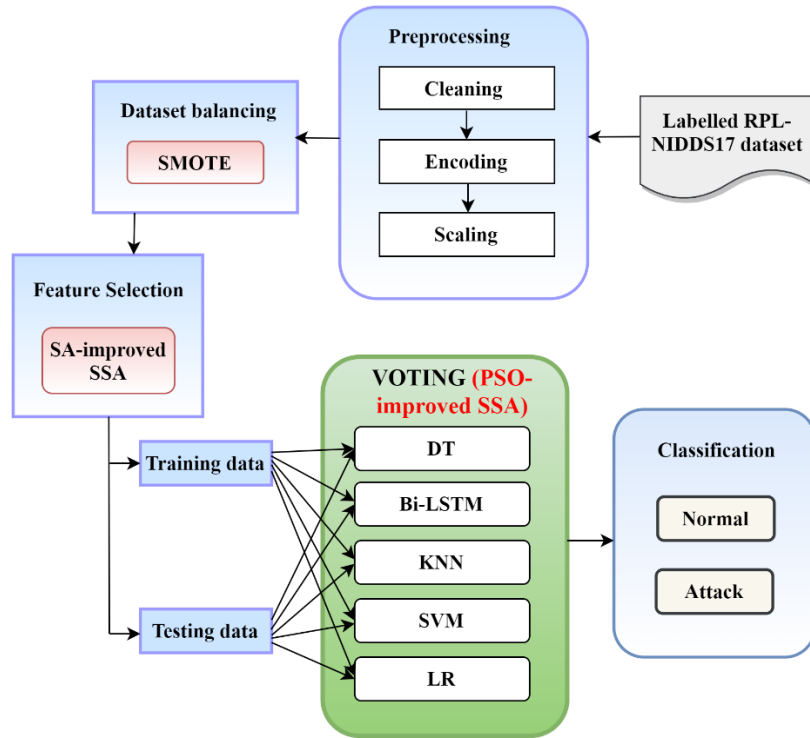 Preprocessing
Cleaning
Encoding
Scaling
Labelled RPL-
NIDDS17 dataset
Dataset balancing
SMOTE
Feature Selection
SA-improved
SSA
Training data
Testing data
VOTING (PSO-
improved SSA)
DT
Bi-LSTM
KNN
SVM
LR
Classification
Normal
Attack